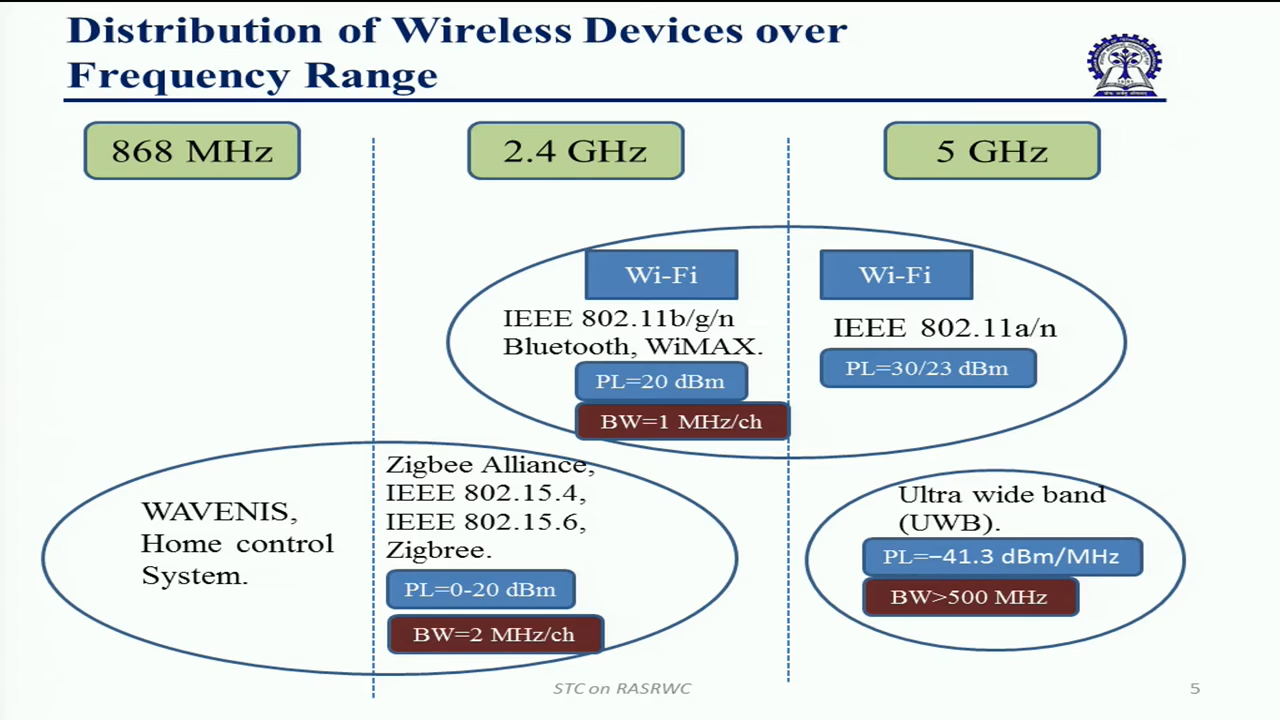 Distribution of Wireless Devices over
Frequency Range
868 MHz
2.4 GHz
5 GHz
Wi-Fi
IEEE 802.11b/g/n
Bluetooth, WiMAX.
PL=20 dBm
BW=1 MHz/ch
Wi-Fi
IEEE 802.11a/n
PL=30/23 dBm
WAVENIS,
Home control
System.
Zigbee Alliance,
IEEE 802.15.4,
IEEE 802.15.6,
Zigbree.
PL=0-20 dBm
BW=2 MHz/ch
Ultra wide band
(UWB).
PL=−41.3 dBm/MHz
BW>500 MHz
STC on RASRWC
5